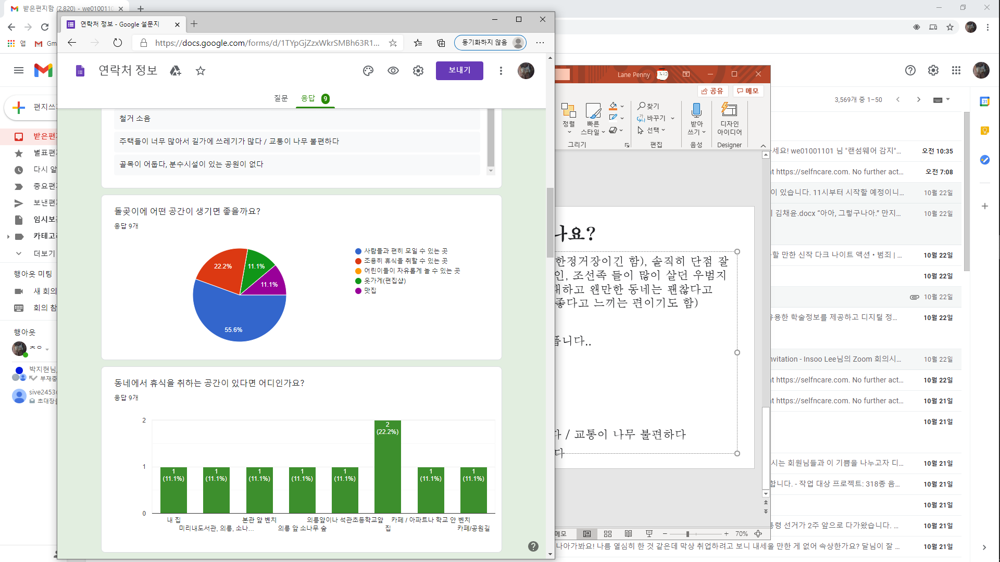 받은편지함 (2,820) - we0100110
연락처 정보 - Google 설문지
https://docs.google.com/forms/d/1TYpGjZzxWkrSMBh63R1...
동기화하지 않음
앱
Gm
연락처 정보
보내기
질문
응답 9
철거 소음
주택들이 너무 많아서 길가에 쓰레기가 많다 / 교통이 나무 불편하다
골목이 어둡다, 분수시설이 있는 공원이 없다
돌곶이에 어떤 공간이 생기면 좋을까요?
응답 9개
22.2%
11.1%
11.1%
55.6%
사람들과 편히 모일 수 있는 곳
조용히 휴식을 취할 수 있는 곳
어린이들이 자유롭게 놀 수 있는 곳
옷가게(편집샵)
맛집
동네에서 휴식을 취하는 공간이 있다면 어디인가요?
응답 9개
2
1
0
1
(11.1%)
1
(11.1%)
1
(11.1%)
1
(11.1%)
1
(11.1%)
2
(22.2%)
1
(11.1%)
1
(11.1%)
내 집
미리내도서관, 의릉, 소나...
본관 앞 벤치
의릉 앞 소나무 숲
의릉앞이나 석관초등학교앞
집
카페 / 아파트나 학교 안 벤치
카페/공원길
편지쓰
받은편지
별표편지
다시 알
중요편지
보낸편지
임시보관
카테고리
더보기
행아웃 미팅
새 회의
회의 참
행아웃
ㅊㅇ
박지현님,
부재중
sive2453
초대장을
Lane Penny
공유
메모
정렬
빠른
스타일
찾기
바꾸기
선택
받아
쓰기
디자인
아이디어
그리기
편집
음성
Designer
나요?
한정거장이긴 함), 솔직히 단점 잘
인, 조선족 들이 많이 살던 우범지
대하고 왠만한 동네는 괜찮다고
좋다고 느끼는 편이기도 함)
픕니다..
다 / 교통이 나무 불편하다
다
메모
70%
3,569개 중 1–50
세요! we01001101 님 "랜섬웨어 감지"...
오전 10:35
at https://selfncare.com. No further act...
오전 7:08
이 있습니다. 11시부터 시작할 예정이니...
10월 22일
김채윤.docx “아아, 그렇구나아.” 만지...
10월 22일
할 만한 신작 다크 나이트 액션 • 범죄 | ...
10월 22일
10월 22일
10월 22일
유용한 학술정보를 제공하고 디지털 정...
10월 22일
nvitation - Insoo Lee님의 Zoom 회의시...
10월 22일
at https://selfncare.com. No further act...
10월 22일
at https://selfncare.com. No further act...
10월 21일
10월 21일
시는 회원님들과 이 기쁨을 나누고자 디...
10월 21일
합니다. - 작업 대상 프로젝트: 318종 음...
10월 21일
10월 21일
통령 선거가 2주 앞으로 다가왔습니다. ...
10월 21일
나아가봐요! 나름 열심히 한 것 같은데 막상 취업하려고 보니 내세울 만한 게 없어 속상한가요? 달님이 잘 ...
10월 21일